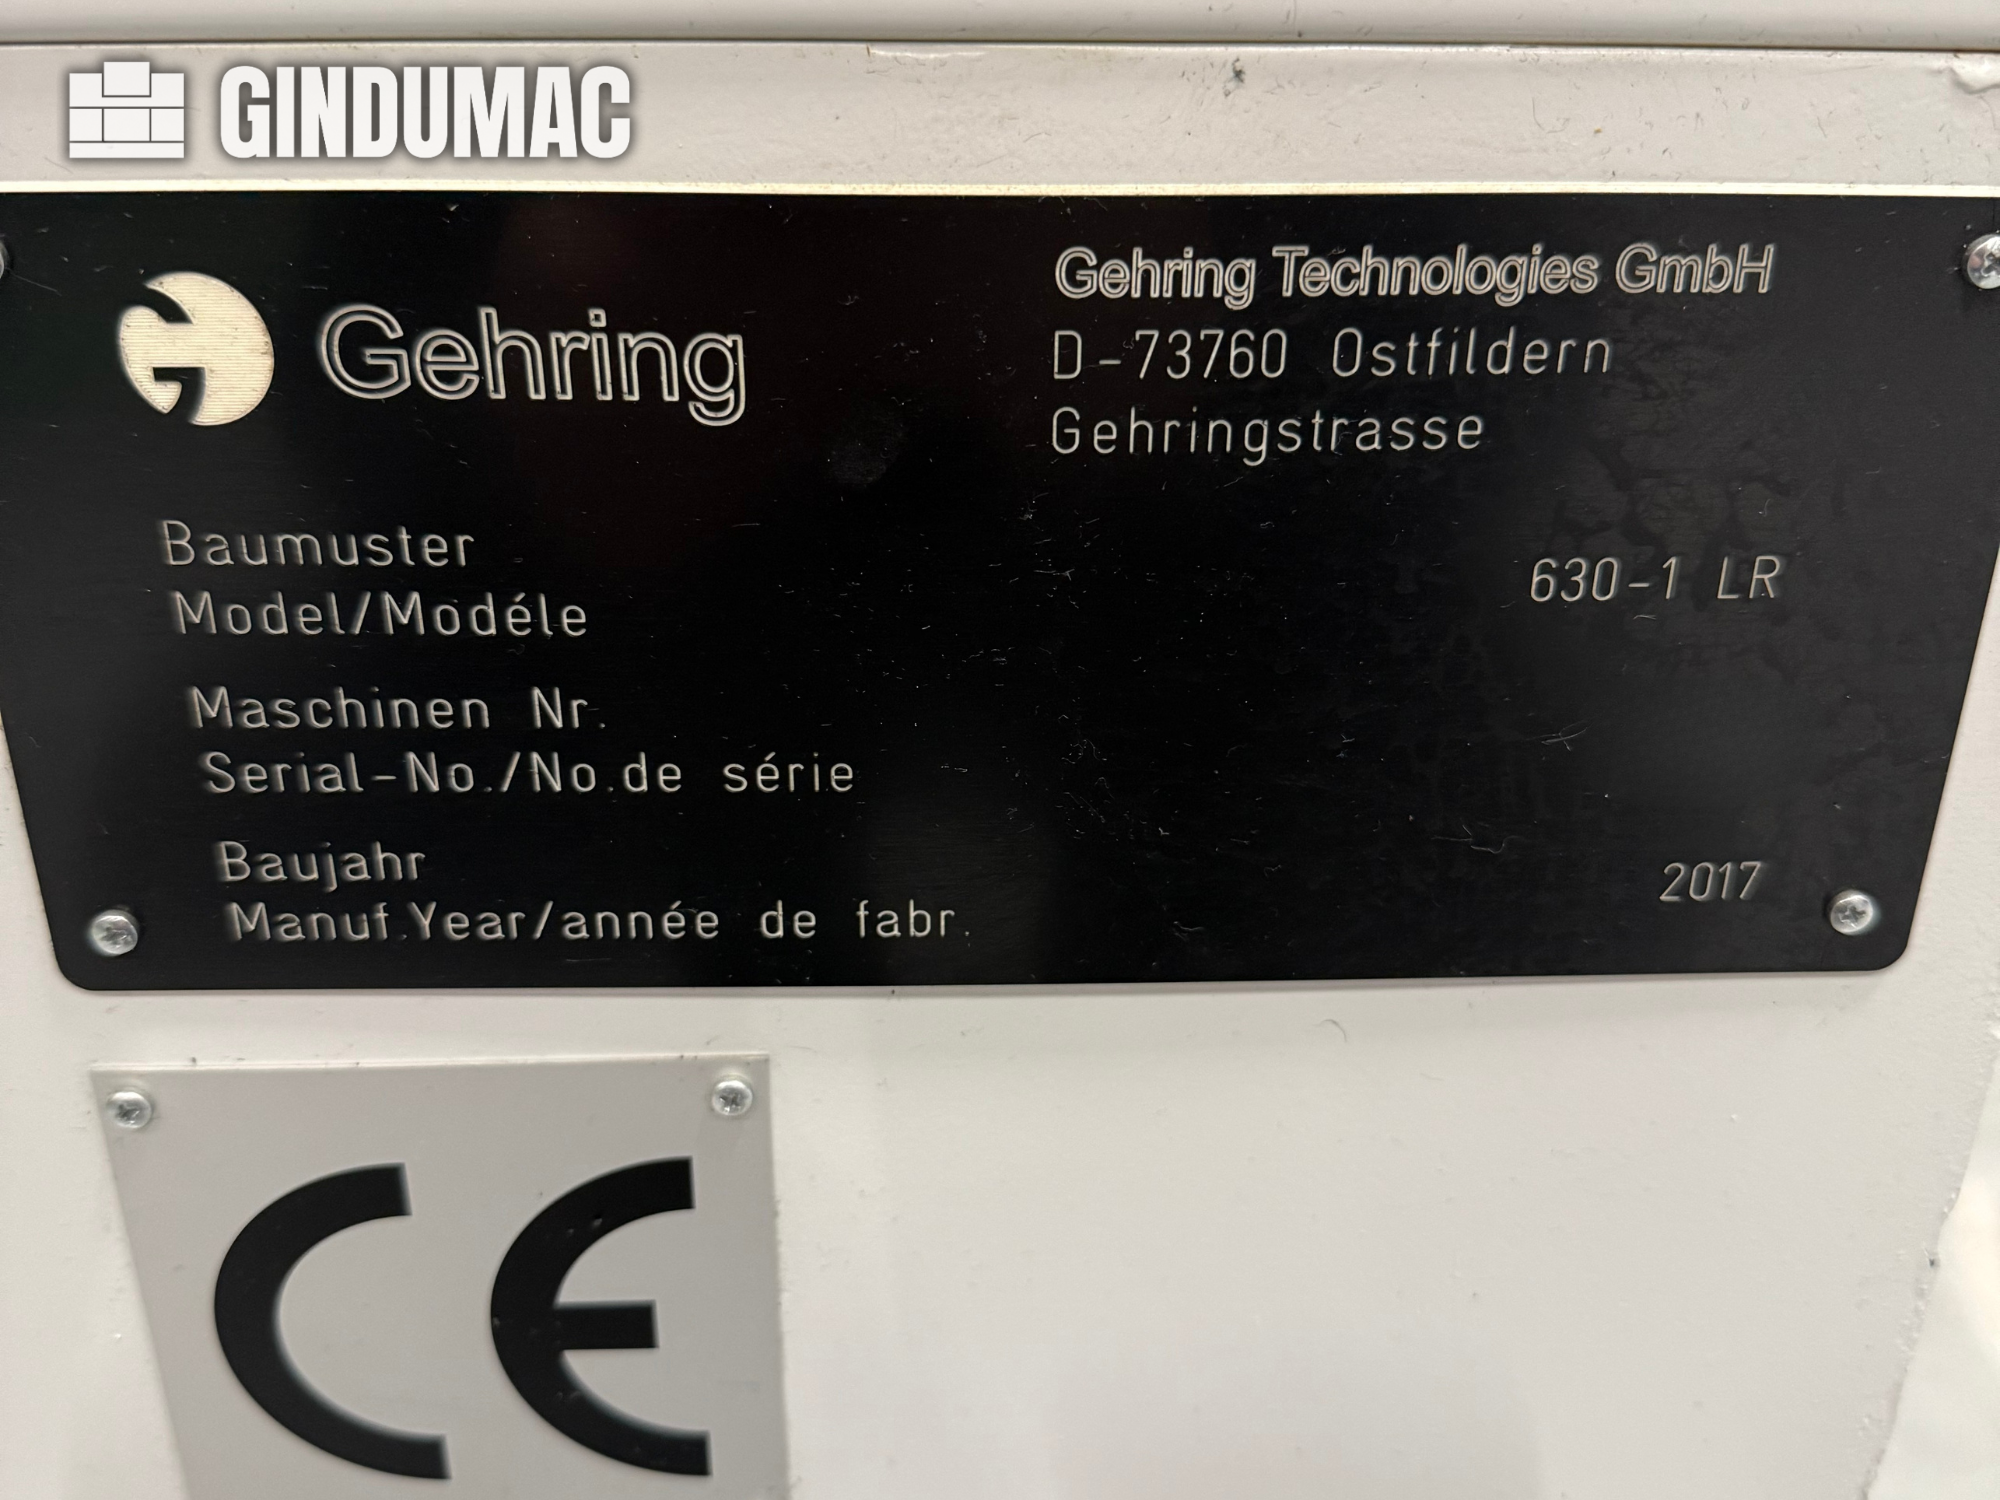 GINDUMAC
Gehring
Gehring Technologies GmbH
D-73760 Ostfildern
Gehringstrasse
Baumuster
Model/Modéle
630-1 LR
Maschinen Nr.
Serial-No./No.de série
Baujahr
Manuf.Year/année de fabr.
2017
CE